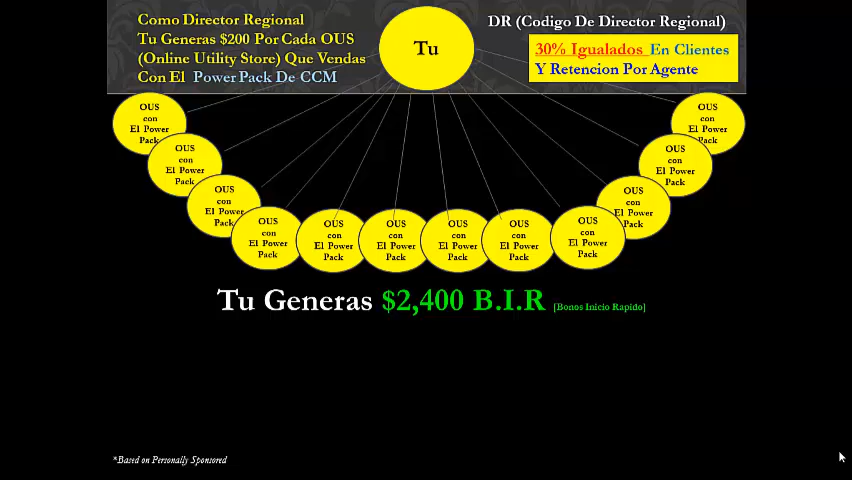 Como Director Regional
Tu Generas $200 Por Cada OUS
(Online Utility Store) Que Vendas
Con El Power Pack De CCM
Tu
DR (Codigo De Director Regional)
30% Igualados En Clientes
Y Retencion Por Agente
OUS
con
El Power
Pack
OUS
con
El Power
Pack
OUS
con
El Power
Pack
OUS
con
El Power
Pack
OUS
con
El Power
Pack
OUS
con
El Power
Pack
OUS
con
El Power
Pack
OUS
con
El Power
Pack
OUS
con
El Power
Pack
OUS
con
El Power
Pack
OUS
con
El Power
Pack
OUS
con
El Power
Pack
Tu Generas $2,400 B.I.R [Bonos Inicio Rapido]
*Based on Personally Sponsored